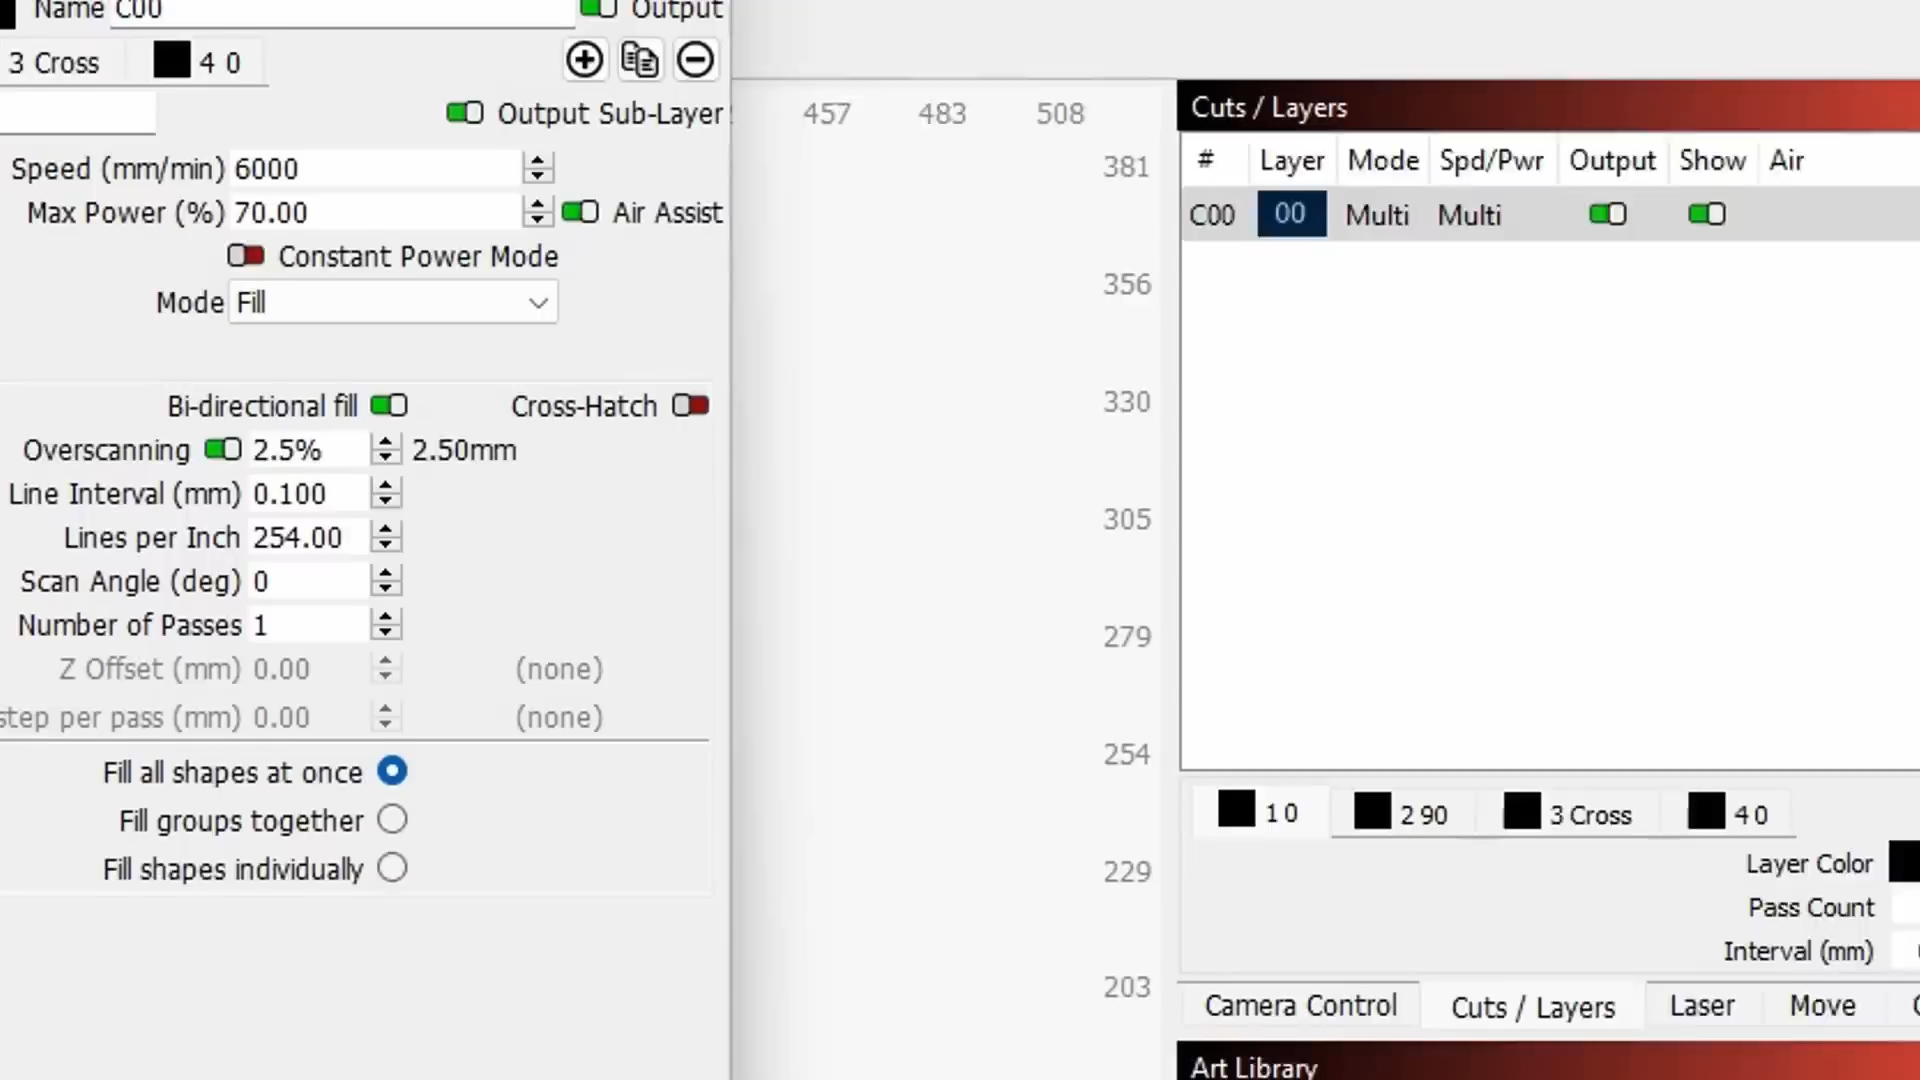 Name C00 Output
3 Cross 4 0
Output Sub-Layer
Speed (mm/min) 6000
Max Power (%) 70.00 Air Assist
Constant Power Mode
Mode Fill
Bi-directional fill Cross-Hatch
Overscanning 2.5% 2.50mm
Line Interval (mm) 0.100
Lines per Inch 254.00
Scan Angle (deg) 0
Number of Passes 1
Z Offset (mm) 0.00 (none)
step per pass (mm) 0.00 (none)
Fill all shapes at once
Fill groups together
Fill shapes individually
457 483 508
381
356
330
305
279
254
229
203
Cuts / Layers
# Layer Mode Spd/Pwr Output Show Air
C00 00 Multi Multi
1 0 2 90 3 Cross 4 0
Layer Color
Pass Count
Interval (mm)
Camera Control Cuts / Layers Laser Move
Art Library